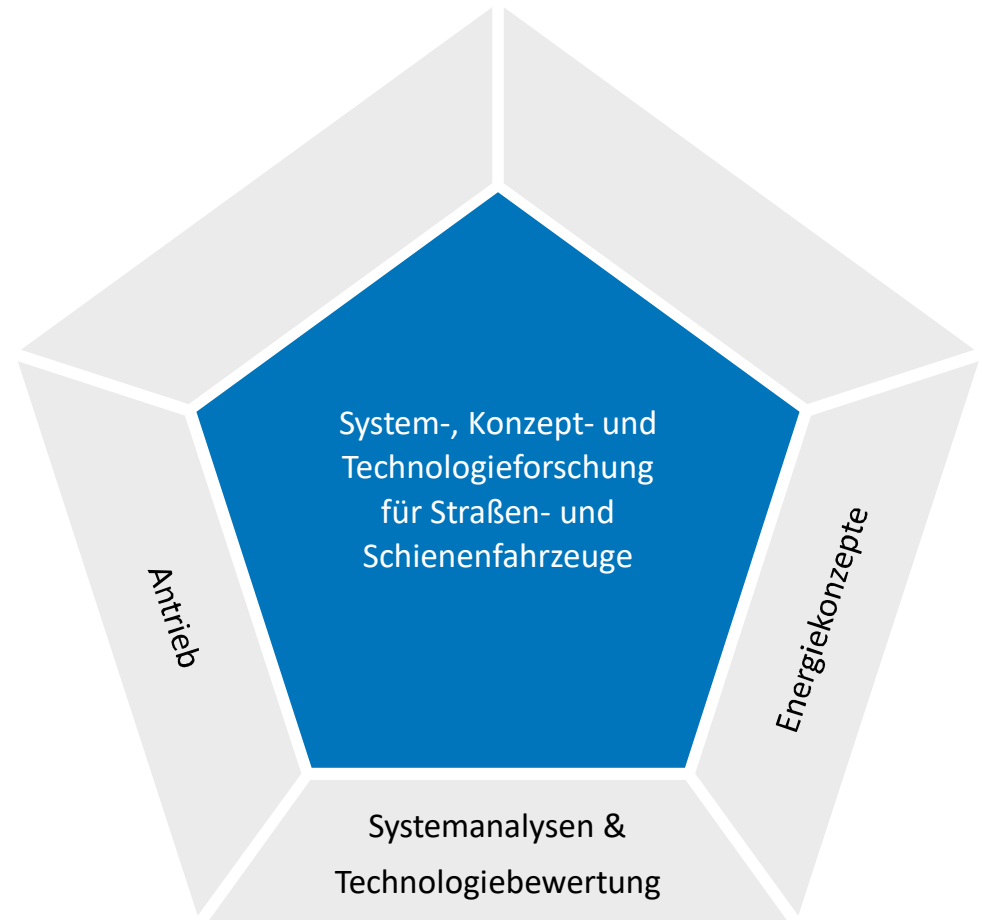 System-, Konzept- und
Technologieforschung
für Straßen- und
Schienenfahrzeuge
Antrieb
Energiekonzepte
Systemanalysen &
Technologiebewertung